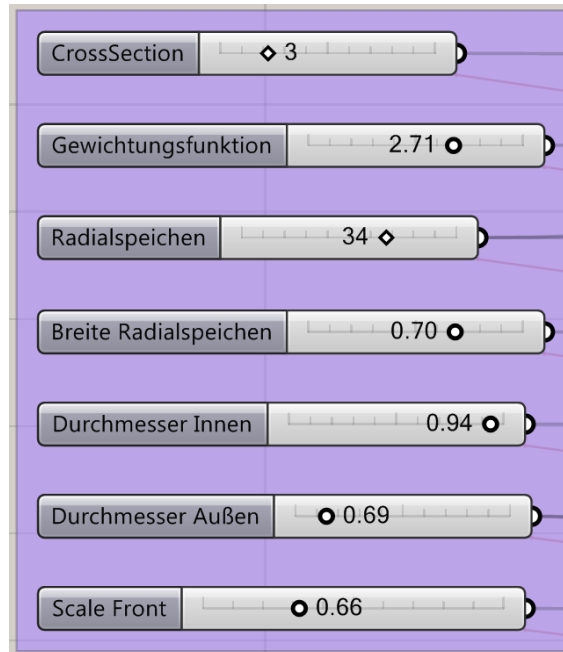 CrossSection 3
Gewichtungsfunktion 2.71
Radialspeichen 34
Breite Radialspeichen 0.70
Durchmesser Innen 0.94
Durchmesser Außen 0.69
Scale Front 0.66